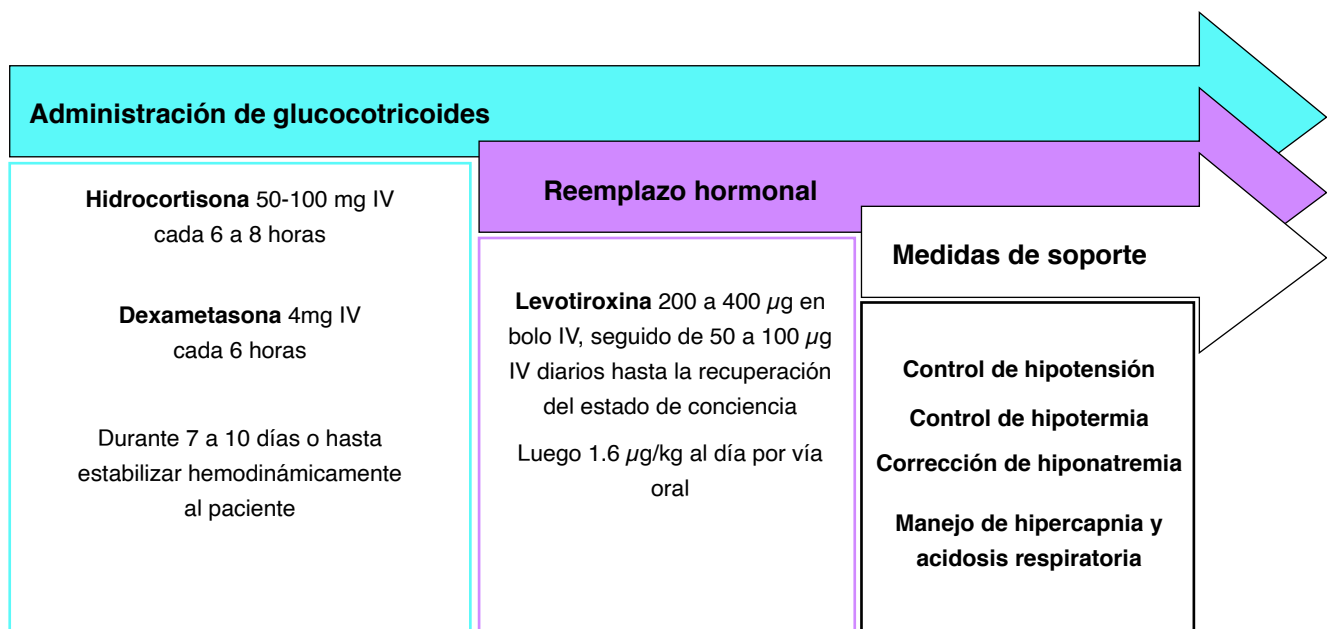 Administración de glucocotricoides
Hidrocortisona 50-100 mg IV
cada 6 a 8 horas
Dexametasona 4mg IV
cada 6 horas
Durante 7 a 10 días o hasta
estabilizar hemodinámicamente
al paciente
Reemplazo hormonal
Levotiroxina 200 a 400 µg en
bolo IV, seguido de 50 a 100 µg
IV diarios hasta la recuperación
del estado de conciencia
Luego 1.6 µg/kg al día por vía
oral
Medidas de soporte
Control de hipotensión
Control de hipotermia
Corrección de hiponatremia
Manejo de hipercapnia y
acidosis respiratoria